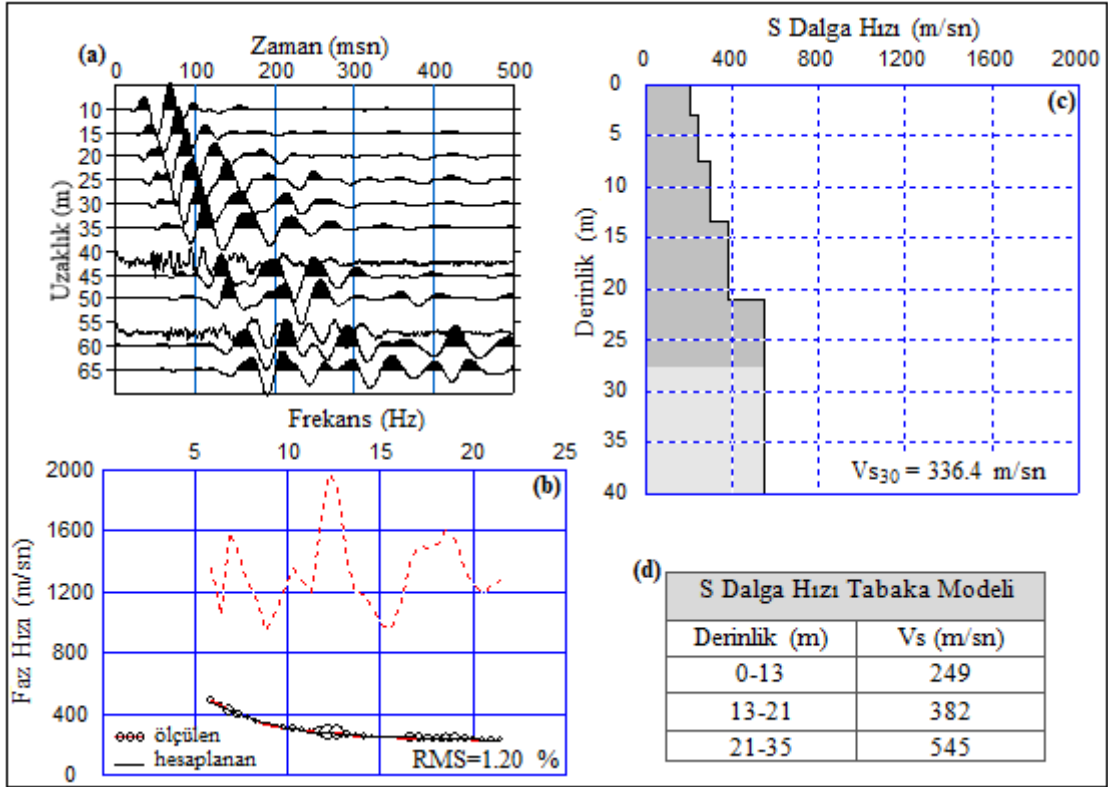 (a)
Zaman (msn)
0 100 200 300 400 500
Uzaklık (m)
10
15
20
25
30
35
40
45
50
55
60
65
Frekans (Hz)
5 10 15 20 25
(b)
Faz Hızı (m/sn)
2000
1600
1200
800
400
0
ölçülen
hesaplanan
RMS=1.20 %
S Dalga Hızı (m/sn)
0 400 800 1200 1600 2000
(c)
Derinlik (m)
0
5
10
15
20
25
30
35
40
Vs30 = 336.4 m/sn
(d)
S Dalga Hızı Tabaka Modeli
Derinlik (m) Vs (m/sn)
0-13 249
13-21 382
21-35 545